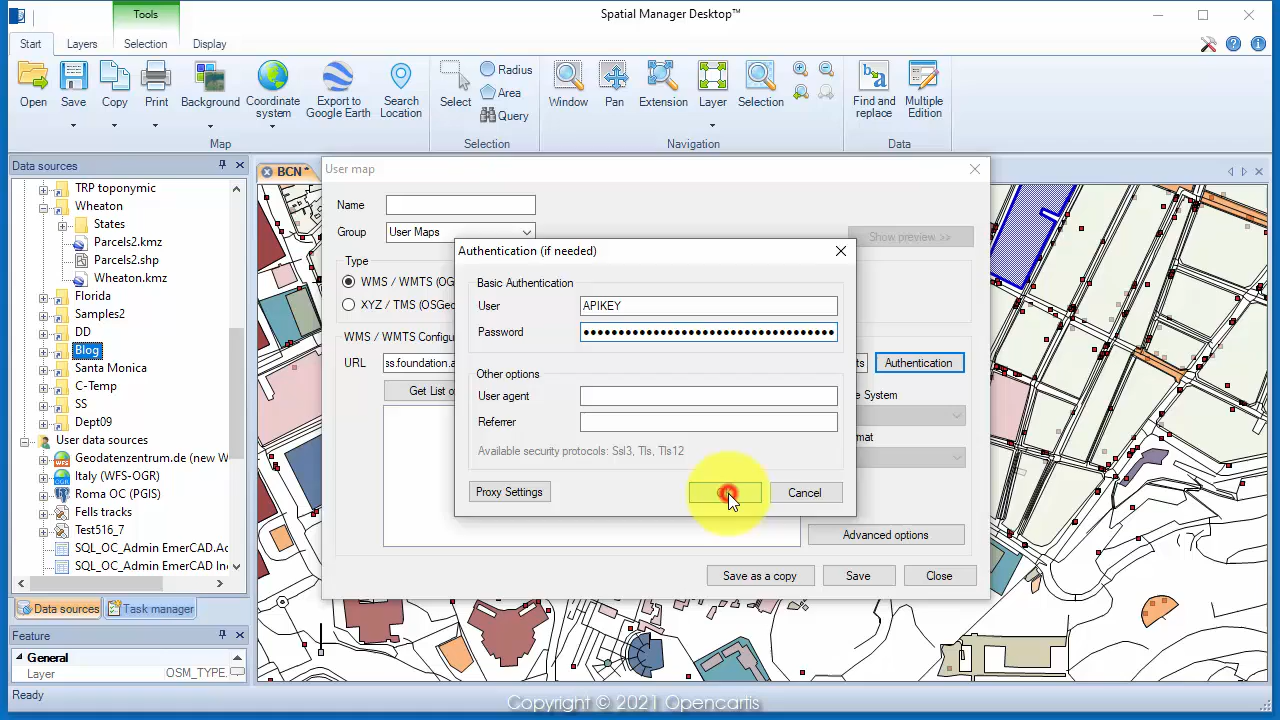 Tools
Spatial Manager Desktop™
Start
Layers
Selection
Display
Open
Save
Copy
Print
Background
Coordinate system
Export to Google Earth
Search Location
Select
Radius
Area
Query
Window
Pan
Extension
Layer
Selection
Find and replace
Multiple Edition
Map
Selection
Navigation
Data
Data sources
BCN *
TRP toponymic
Wheaton
States
Parcels2.kmz
Parcels2.shp
Wheaton.kmz
Florida
Samples2
DD
Blog
Santa Monica
C-Temp
SS
Dept09
User data sources
Geodatenzentrum.de (new W
Italy (WFS-OGR)
Roma OC (PGIS)
Fells tracks
Test516_7
SQL_OC_Admin EmerCAD.Ac
SQL_OC_Admin EmerCAD In
Data sources
Task manager
Feature
General
Layer
OSM_TYPE,
Ready
User map
Name
Group
User Maps
Show preview >>
Type
WMS / WMTS (OG
XYZ / TMS (OSGeo
WMS / WMTS Configu
URL
ss.foundation.a
ts
Authentication
Get List o
e System
mat
Advanced options
Save as a copy
Save
Close
Authentication (if needed)
Basic Authentication
User
APIKEY
Password
Other options
User agent
Referrer
Available security protocols: Ssl3, Tls, Tls12
Proxy Settings
Cancel
Copyright © 2021 Opencartis